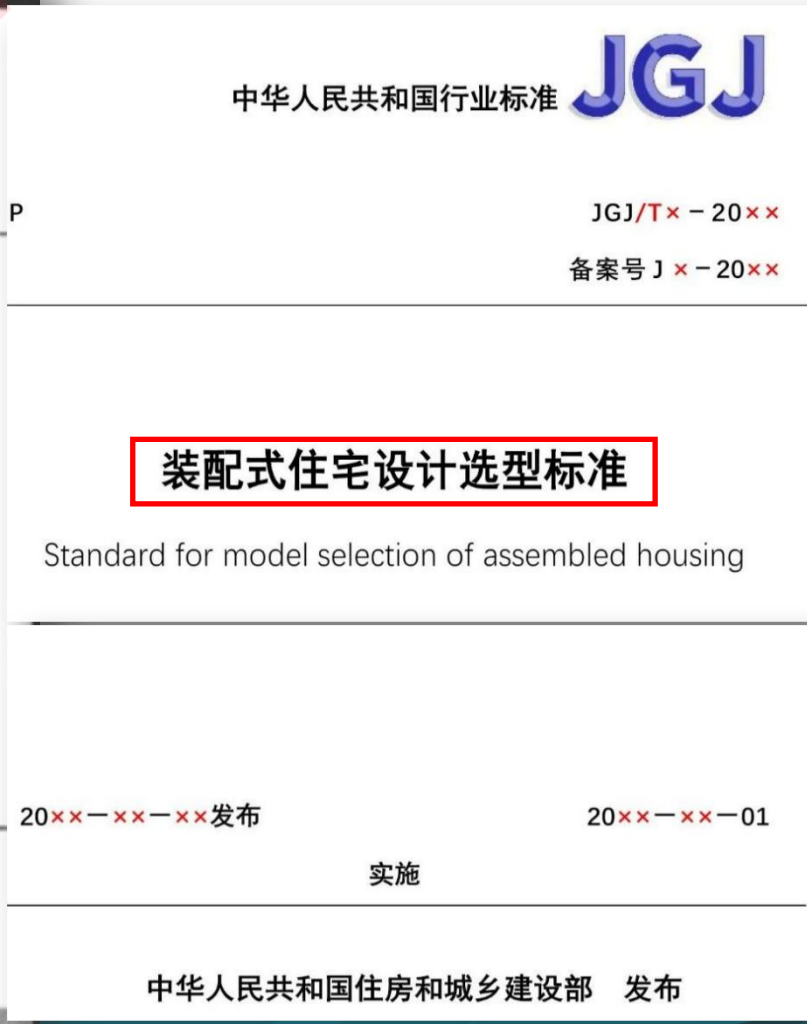 中华人民共和国行业标准 JGJ
P JGJ/T× － 20××
备案号 J × － 20××
装配式住宅设计选型标准
Standard for model selection of assembled housing
20××－××－××发布 20××－××－01
实施
中华人民共和国住房和城乡建设部 发布